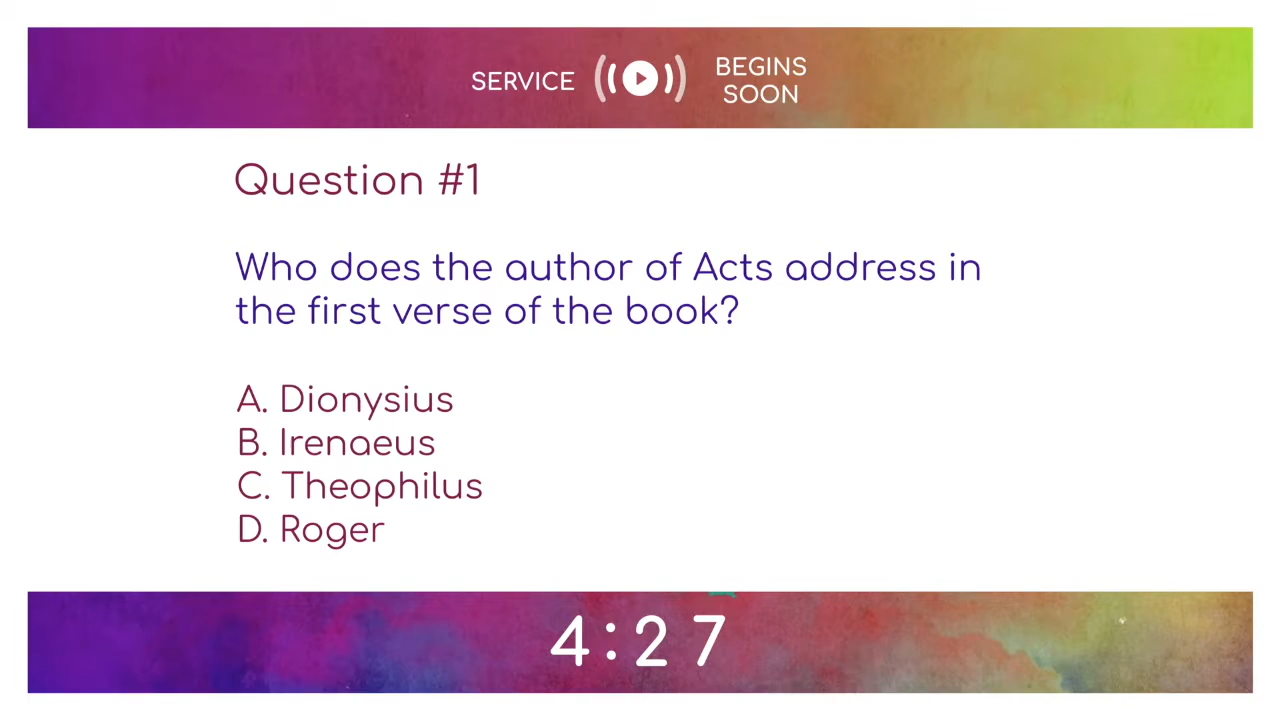 SERVICE
BEGINS
SOON
Question #1
Who does the author of Acts address in
the first verse of the book?
A. Dionysius
B. Irenaeus
C. Theophilus
D. Roger
4:27